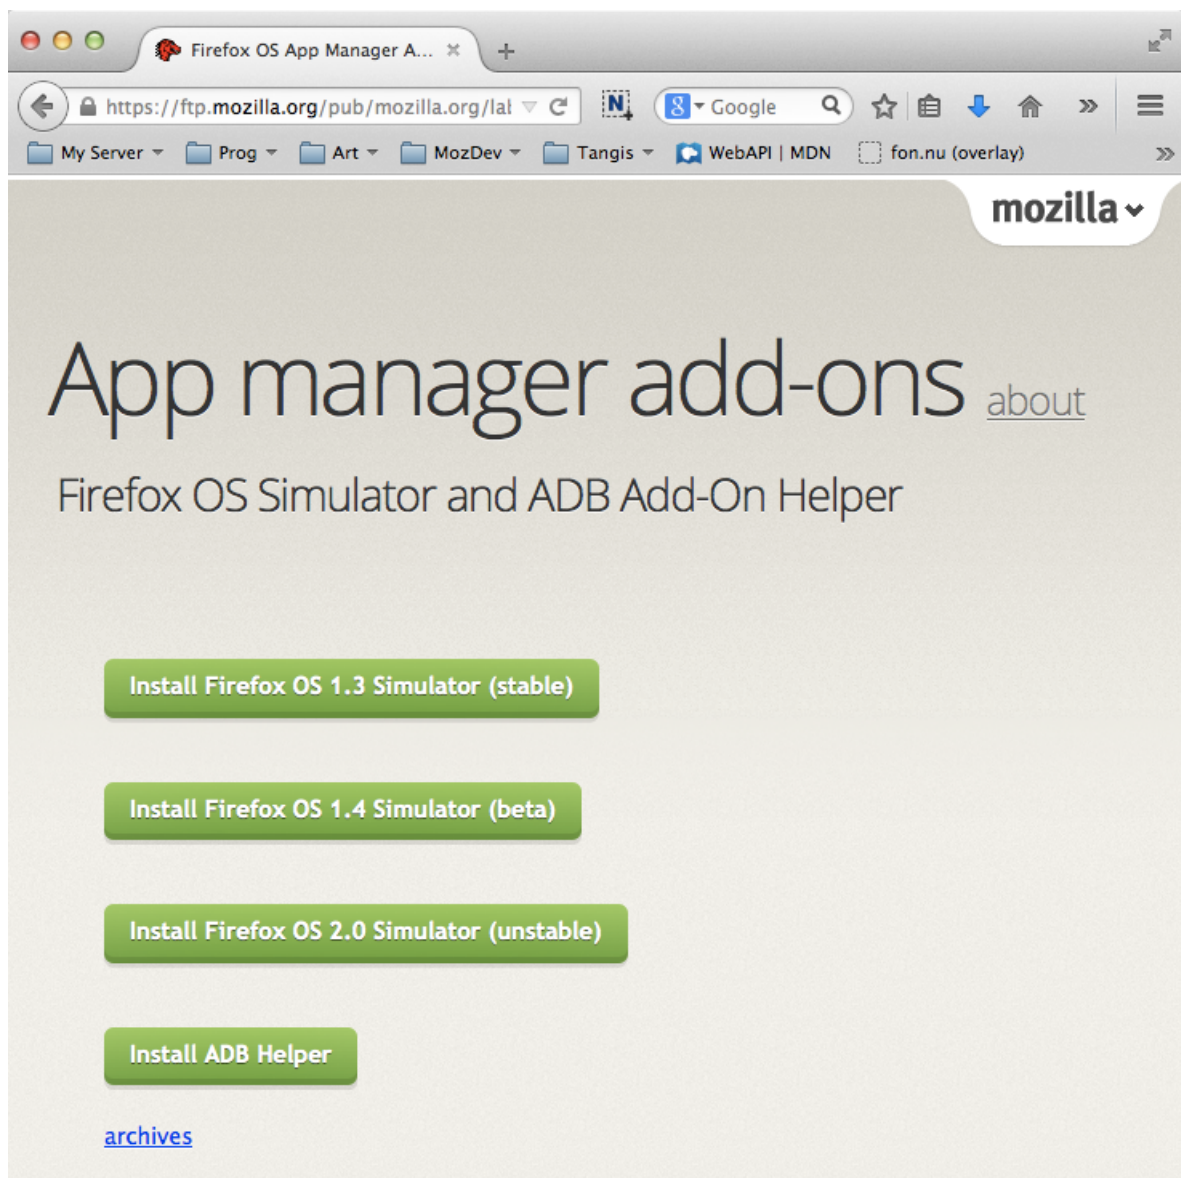 Firefox OS App Manager A...
https://ftp.mozilla.org/pub/mozilla.org/lal
Google
My Server Prog Art MozDev Tangis WebAPI | MDN fon.nu (overlay)
mozilla
App manager add-ons about
Firefox OS Simulator and ADB Add-On Helper
Install Firefox OS 1.3 Simulator (stable)
Install Firefox OS 1.4 Simulator (beta)
Install Firefox OS 2.0 Simulator (unstable)
Install ADB Helper
archives